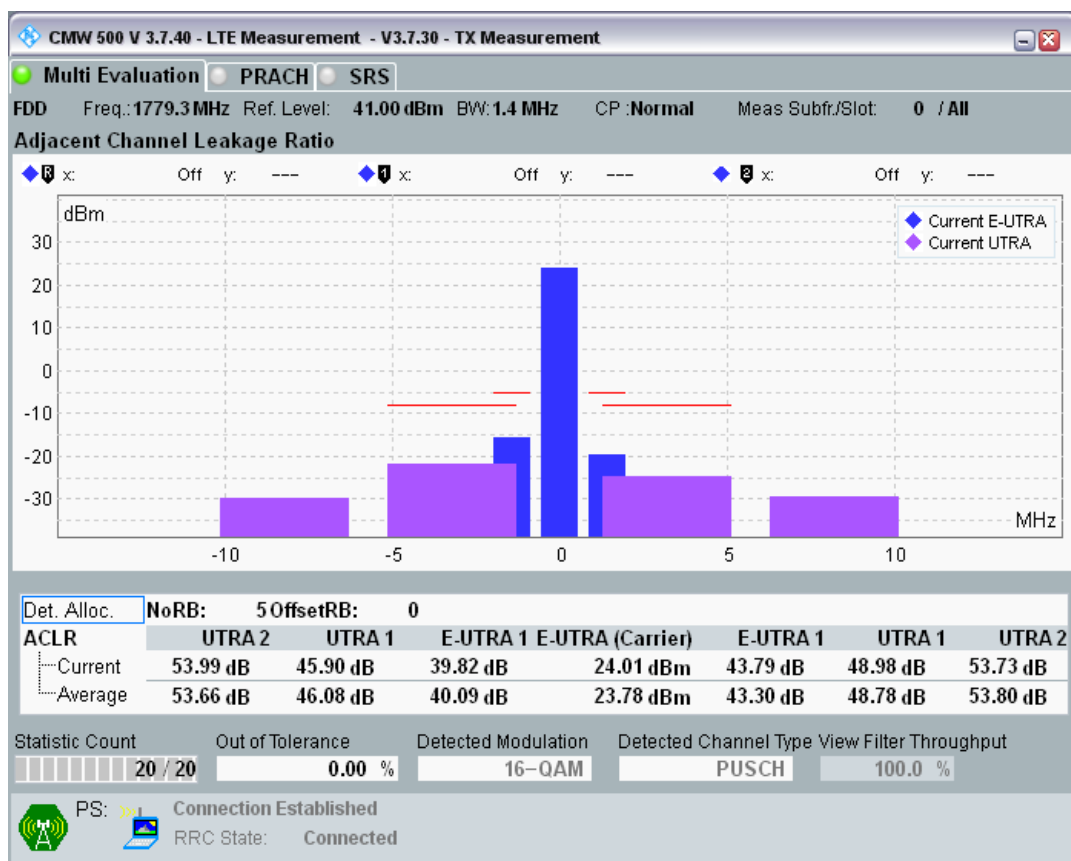 CMW 500 V 3.7.40 - LTE Measurement - V3.7.30 - TX Measurement
Multi Evaluation PRACH SRS
FDD Freq.: 1779.3 MHz Ref. Level: 41.00 dBm BW: 1.4 MHz CP : Normal Meas Subfr./Slot: 0 / All
Adjacent Channel Leakage Ratio
R x: Off y: --- 1 x: Off y: --- 2 x: Off y: ---
dBm
Current E-UTRA
Current UTRA
30
20
10
0
-10
-20
-30
MHz
-10 -5 0 5 10
Det. Alloc. NoRB: 5 OffsetRB: 0
ACLR UTRA 2 UTRA 1 E-UTRA 1 E-UTRA (Carrier) E-UTRA 1 UTRA 1 UTRA 2
Current 53.99 dB 45.90 dB 39.82 dB 24.01 dBm 43.79 dB 48.98 dB 53.73 dB
Average 53.66 dB 46.08 dB 40.09 dB 23.78 dBm 43.30 dB 48.78 dB 53.80 dB
Statistic Count Out of Tolerance Detected Modulation Detected Channel Type View Filter Throughput
20 / 20 0.00 % 16-QAM PUSCH 100.0 %
PS: Connection Established
RRC State: Connected